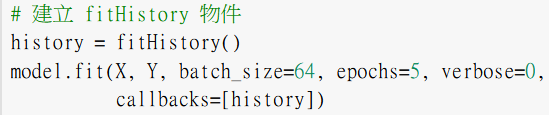 # 建立 fitHistory 物件
history = fitHistory()
model.fit(X, Y, batch_size=64, epochs=5, verbose=0,
          callbacks=[history])